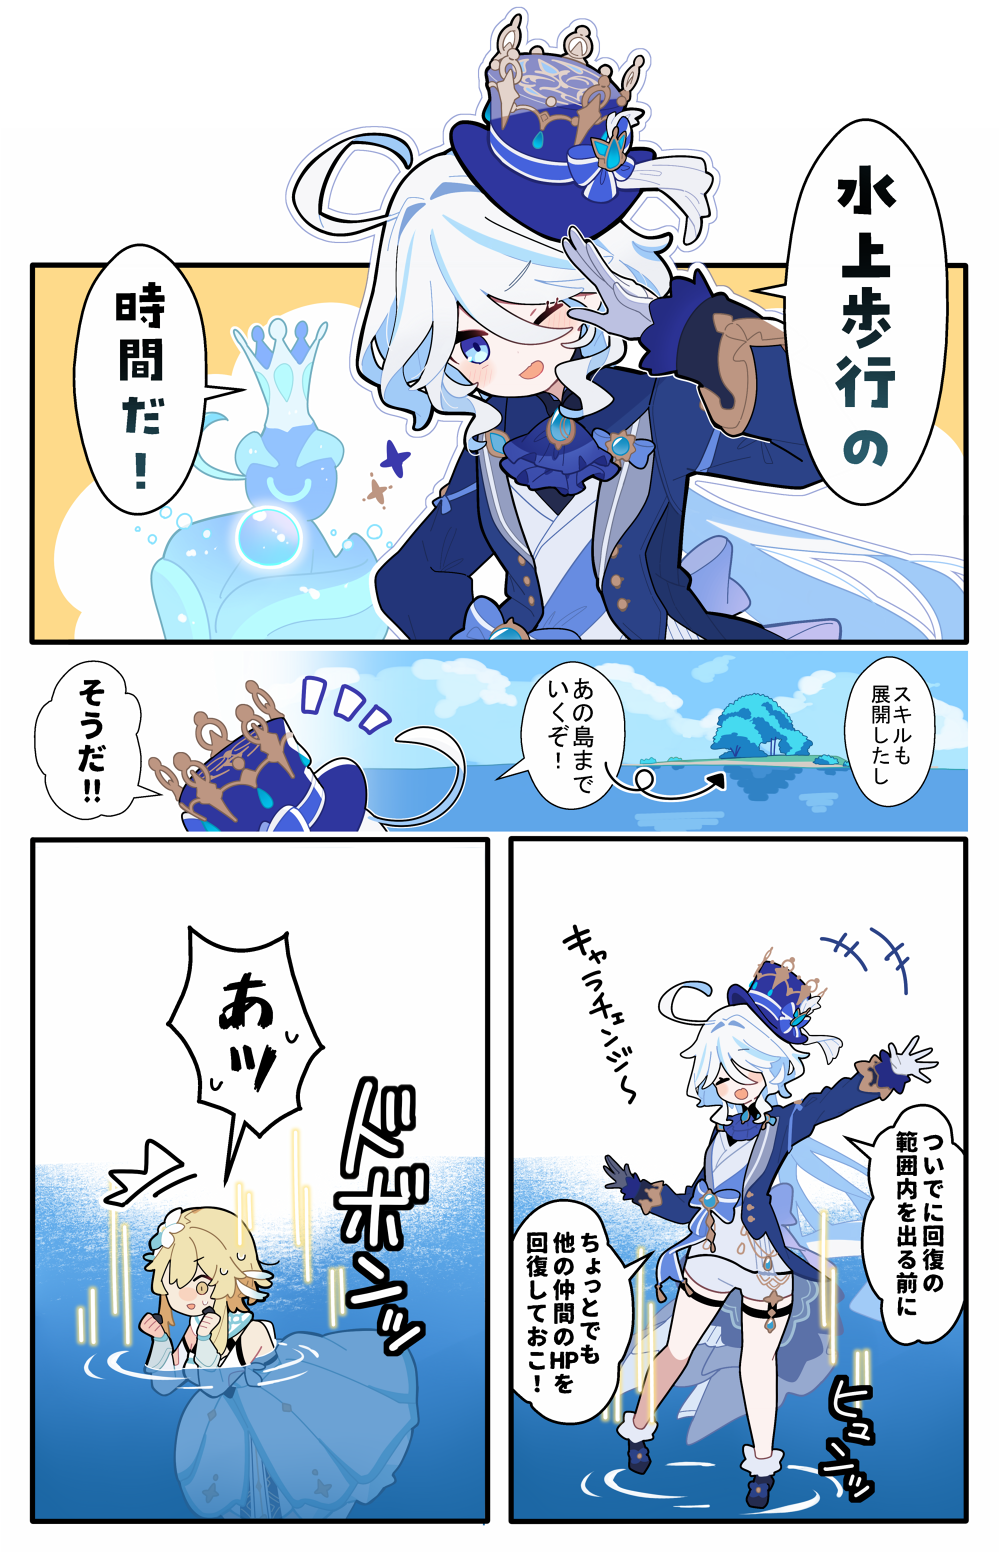 水上歩行の
時間だ！
スキルも
展開したし
あの島まで
いくぞ！
そうだ!!
キャラチェンジ〜
ついでに回復の
範囲内を出る前に
ちょっとでも
他の仲間のHPを
回復しておこ！
ヒュンッ
あッ
ズボンッ